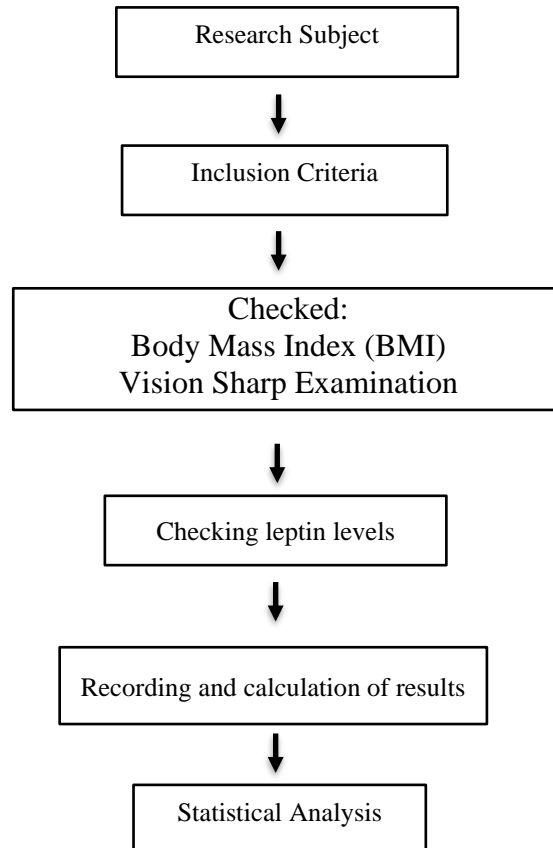 Research Subject
Inclusion Criteria
Checked:
Body Mass Index (BMI)
Vision Sharp Examination
Checking leptin levels
Recording and calculation of results
Statistical Analysis